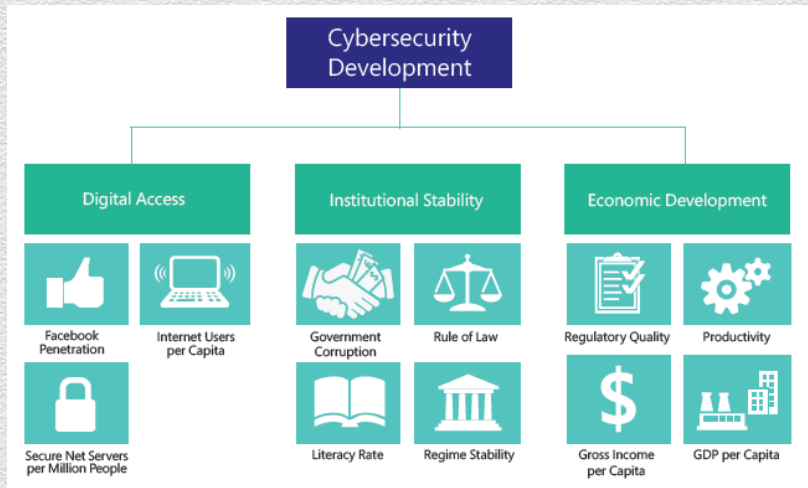 Cybersecurity
Development
Digital Access
Institutional Stability
Economic Development
Facebook
Penetration
Internet Users
per Capita
Government
Corruption
Rule of Law
Regulatory Quality
Productivity
Secure Net Servers
per Million People
Literacy Rate
Regime Stability
Gross Income
per Capita
GDP per Capita